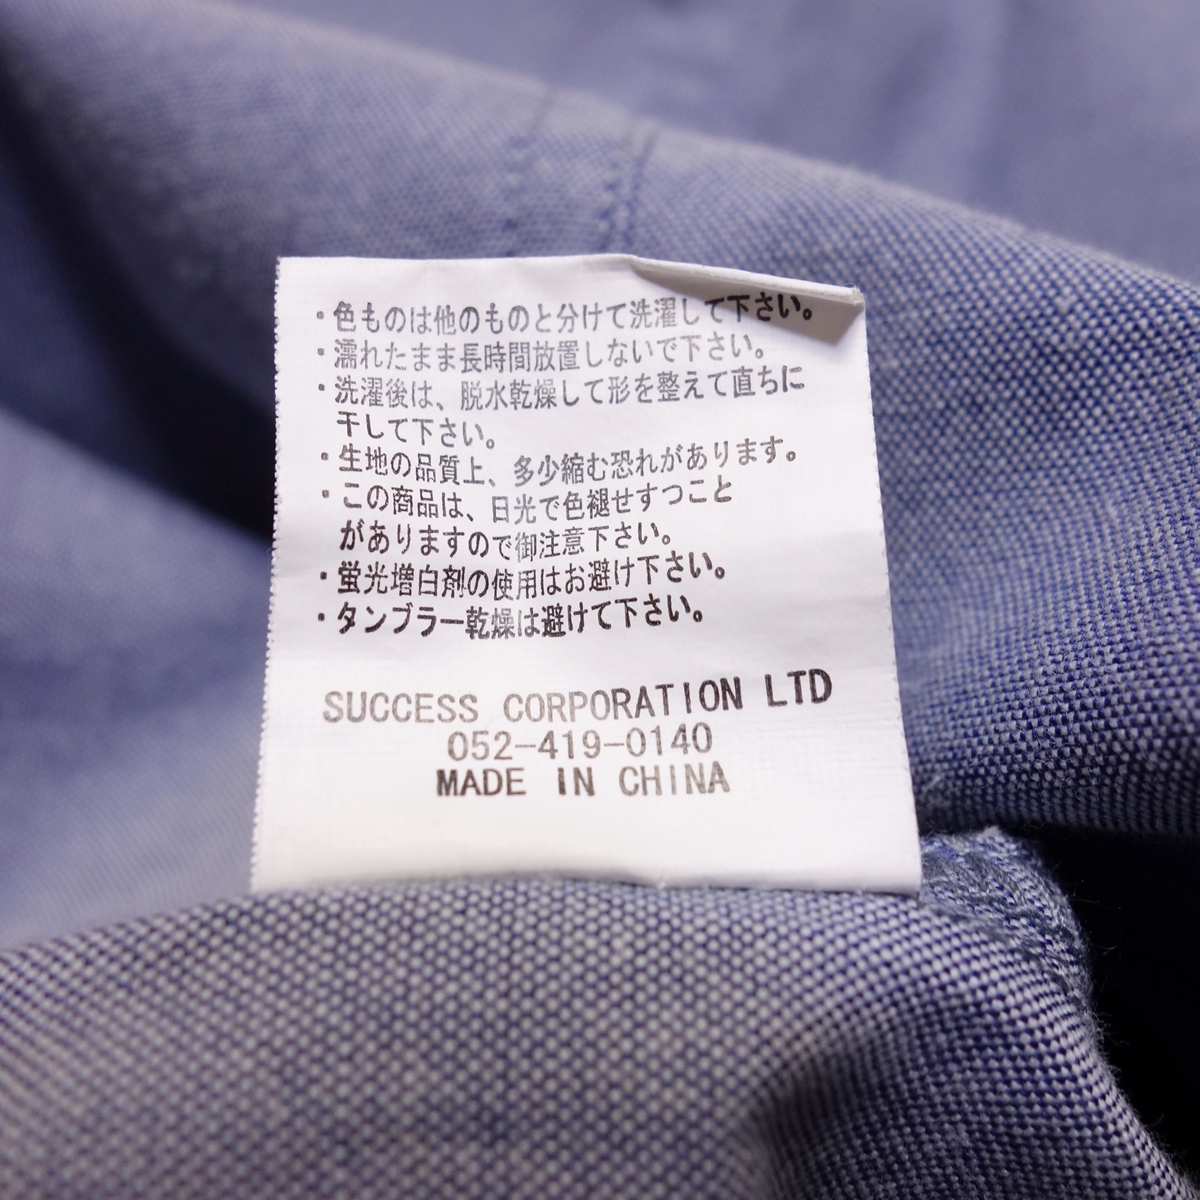 ・色ものは他のものと分けて洗濯して下さい。
・濡れたまま長時間放置しないで下さい。
・洗濯後は、脱水乾燥して形を整えて直ちに
干して下さい。
・生地の品質上、多少縮む恐れがあります。
・この商品は、日光で色褪せすつこと
がありますので御注意下さい。
・蛍光増白剤の使用はお避け下さい。
・タンブラー乾燥は避けて下さい。
SUCCESS CORPORATION LTD
052-419-0140
MADE IN CHINA